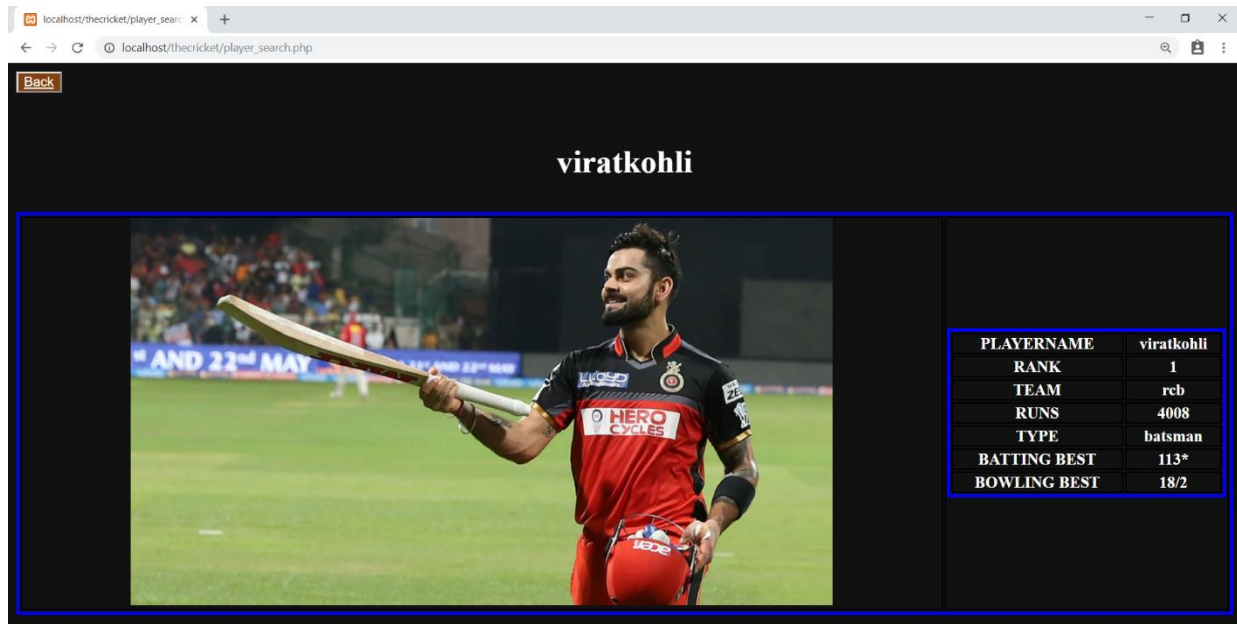 localhost/thecricket/player_searc
localhost/thecricket/player_search.php
Back
viratkohli
AND 22nd MAY
HERO
CYCLES
acer
PLAYERNAME viratkohli
RANK 1
TEAM rcb
RUNS 4008
TYPE batsman
BATTING BEST 113*
BOWLING BEST 18/2